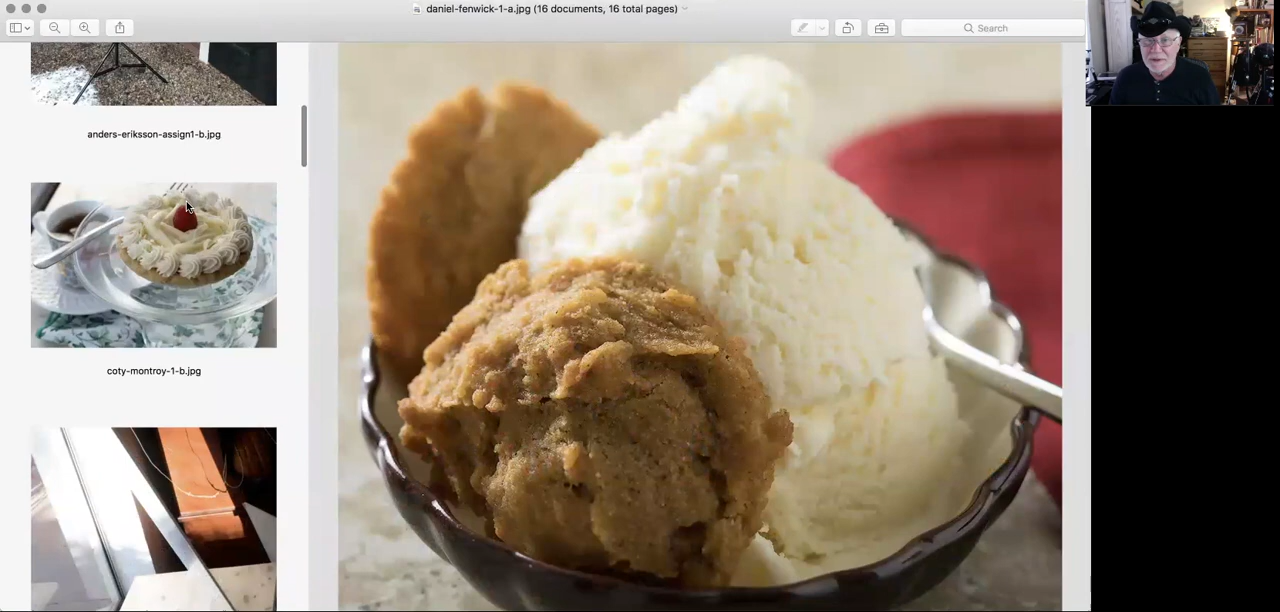 daniel-fenwick-1-a.jpg (16 documents, 16 total pages)
Search
anders-eriksson-assign1-b.jpg
coty-montroy-1-b.jpg